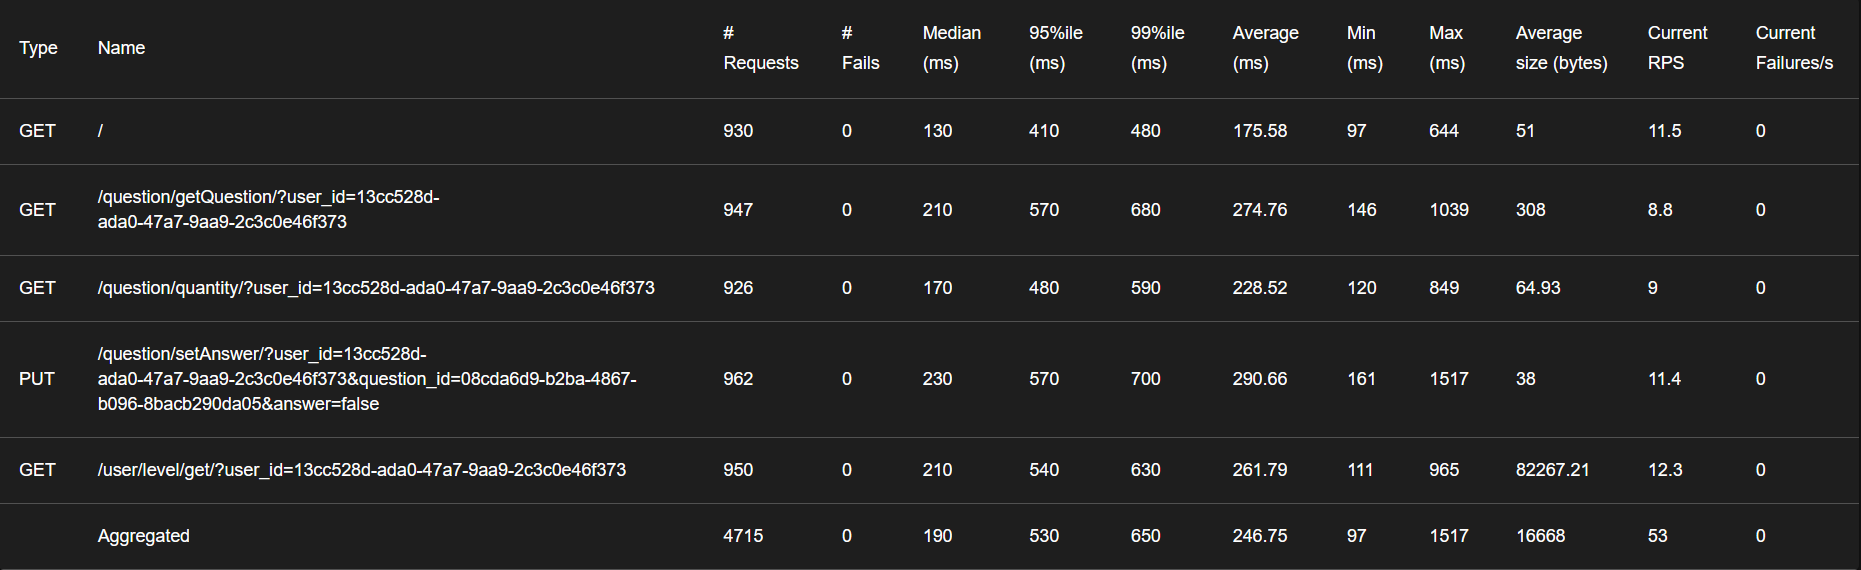 Type Name # Requests # Fails Median (ms) 95%ile (ms) 99%ile (ms) Average (ms) Min (ms) Max (ms) Average size (bytes) Current RPS Current Failures/s
GET / 930 0 130 410 480 175.58 97 644 51 11.5 0
GET /question/getQuestion/?user_id=13cc528d-
ada0-47a7-9aa9-2c3c0e46f373 947 0 210 570 680 274.76 146 1039 308 8.8 0
GET /question/quantity/?user_id=13cc528d-ada0-47a7-9aa9-2c3c0e46f373 926 0 170 480 590 228.52 120 849 64.93 9 0
PUT /question/setAnswer/?user_id=13cc528d-
ada0-47a7-9aa9-2c3c0e46f373&question_id=08cda6d9-b2ba-4867-
b096-8bacb290da05&answer=false 962 0 230 570 700 290.66 161 1517 38 11.4 0
GET /user/level/get/?user_id=13cc528d-ada0-47a7-9aa9-2c3c0e46f373 950 0 210 540 630 261.79 111 965 82267.21 12.3 0
Aggregated 4715 0 190 530 650 246.75 97 1517 16668 53 0